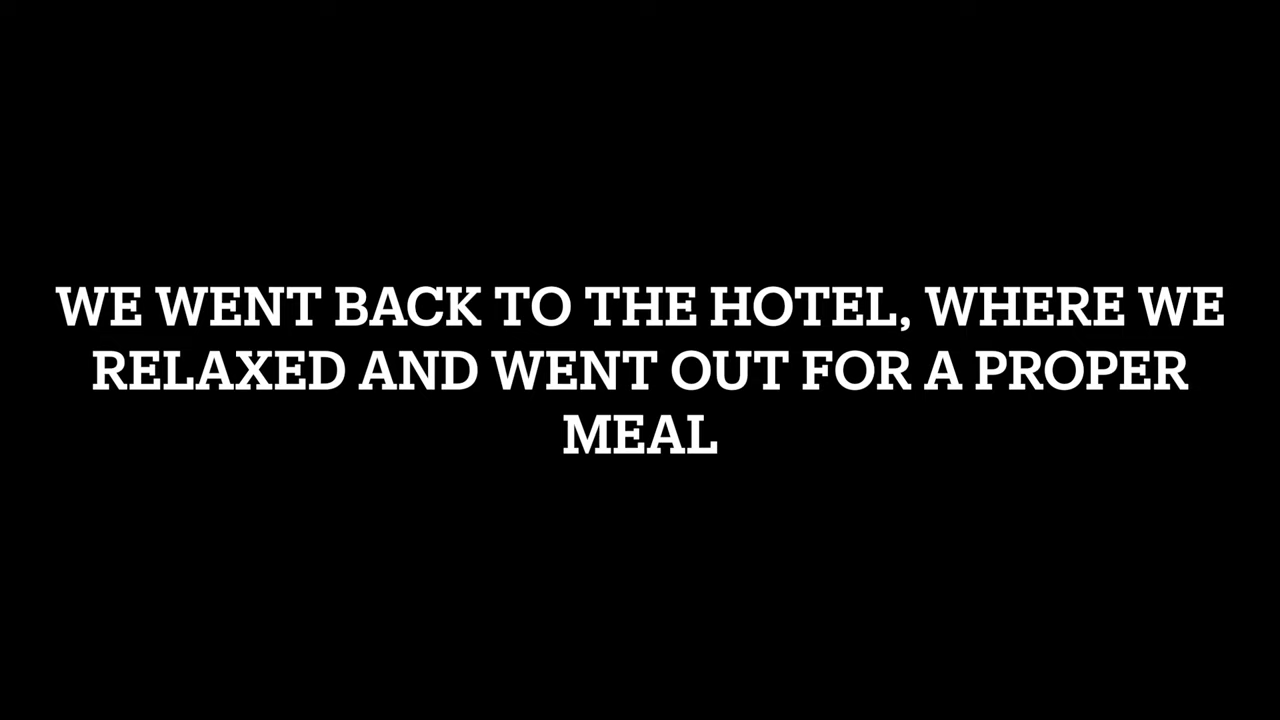 WE WENT BACK TO THE HOTEL, WHERE WE
RELAXED AND WENT OUT FOR A PROPER
MEAL